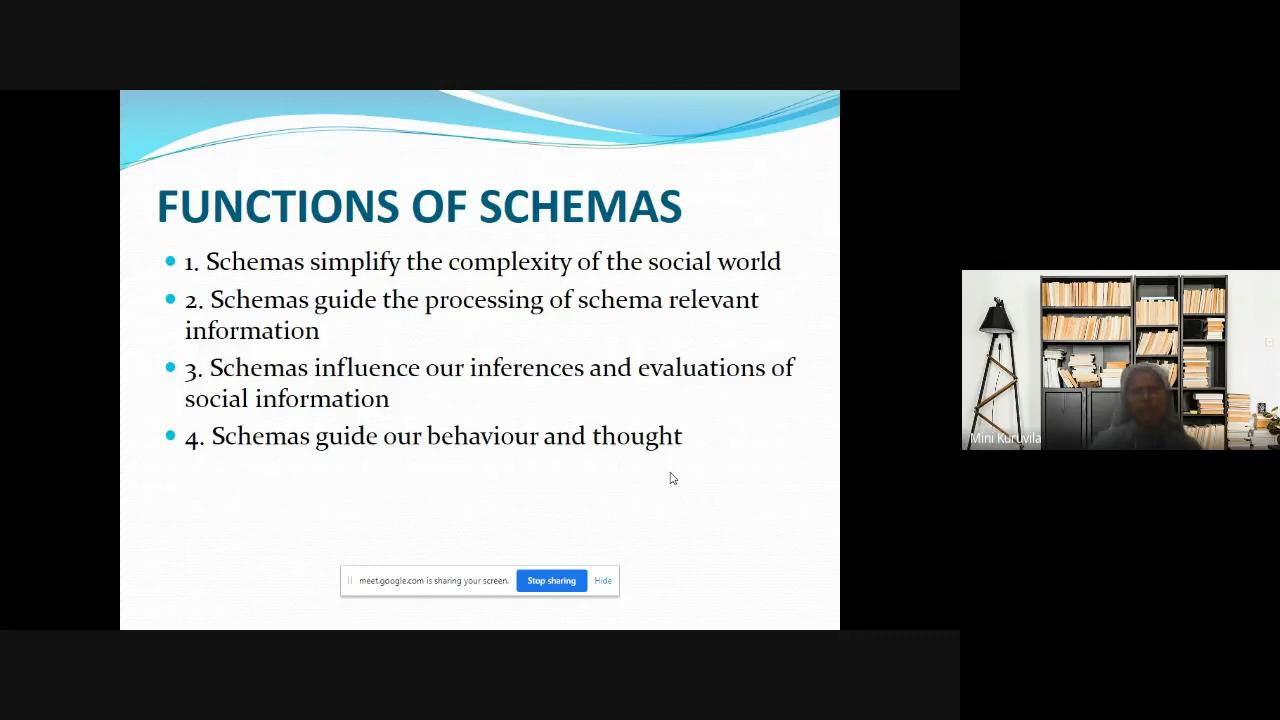 FUNCTIONS OF SCHEMAS
1. Schemas simplify the complexity of the social world
2. Schemas guide the processing of schema relevant
information
3. Schemas influence our inferences and evaluations of
social information
4. Schemas guide our behaviour and thought
meet.google.com is sharing your screen.
Stop sharing
Hide
Mini Kuruvila